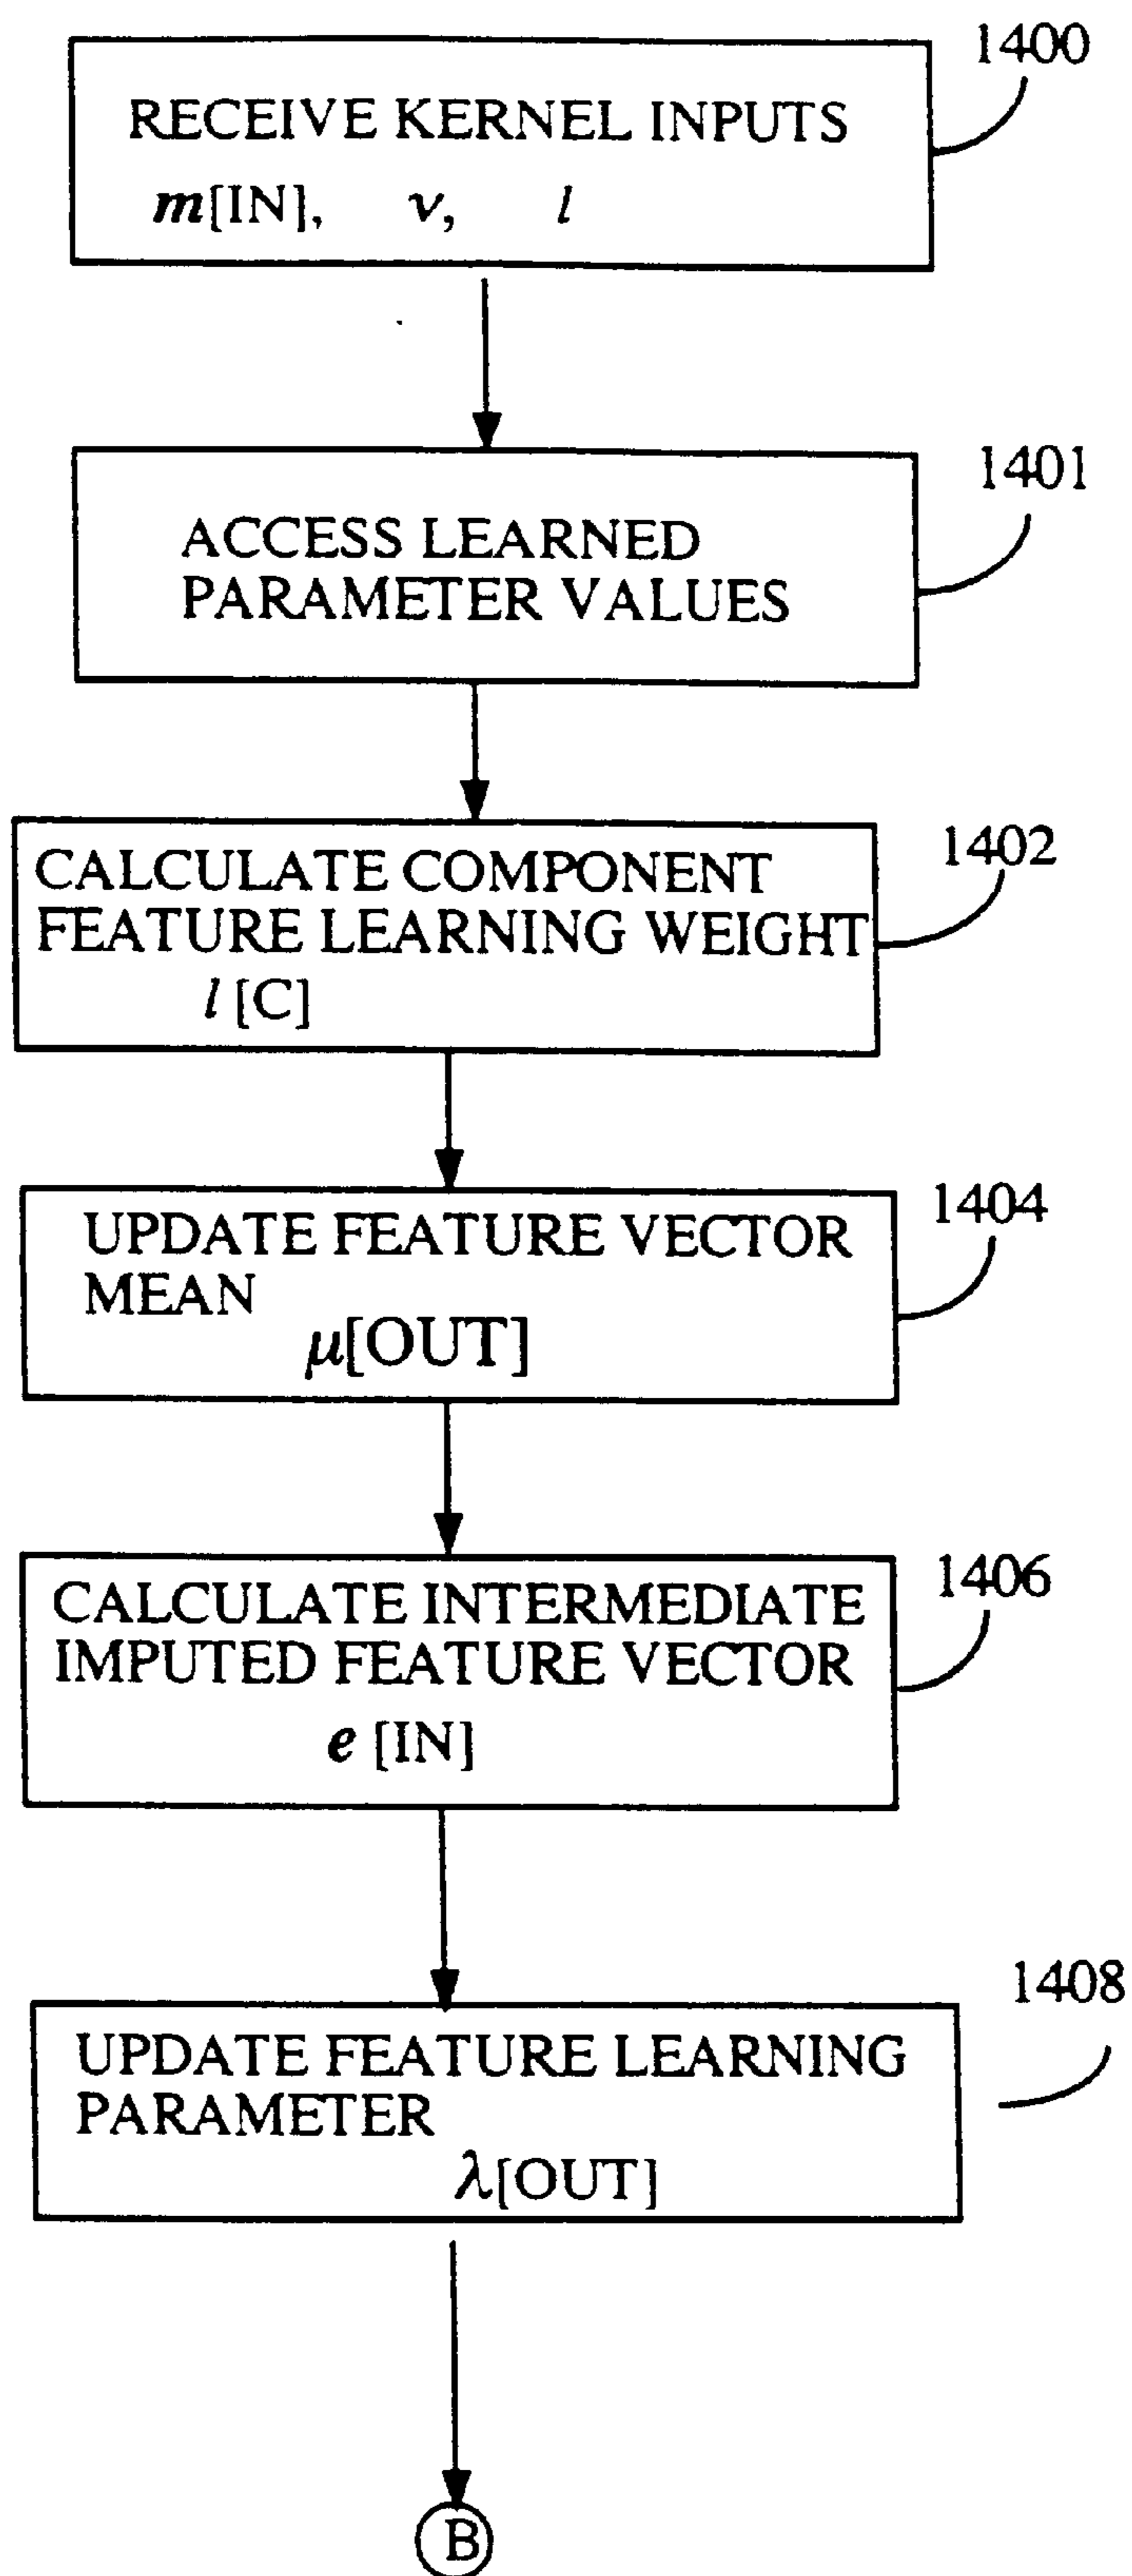 1400
RECEIVE KERNEL INPUTS
m[IN], ν, l
1401
ACCESS LEARNED
PARAMETER VALUES
1402
CALCULATE COMPONENT
FEATURE LEARNING WEIGHT
l [C]
1404
UPDATE FEATURE VECTOR
MEAN
μ[OUT]
1406
CALCULATE INTERMEDIATE
IMPUTED FEATURE VECTOR
e [IN]
1408
UPDATE FEATURE LEARNING
PARAMETER
λ[OUT]
B